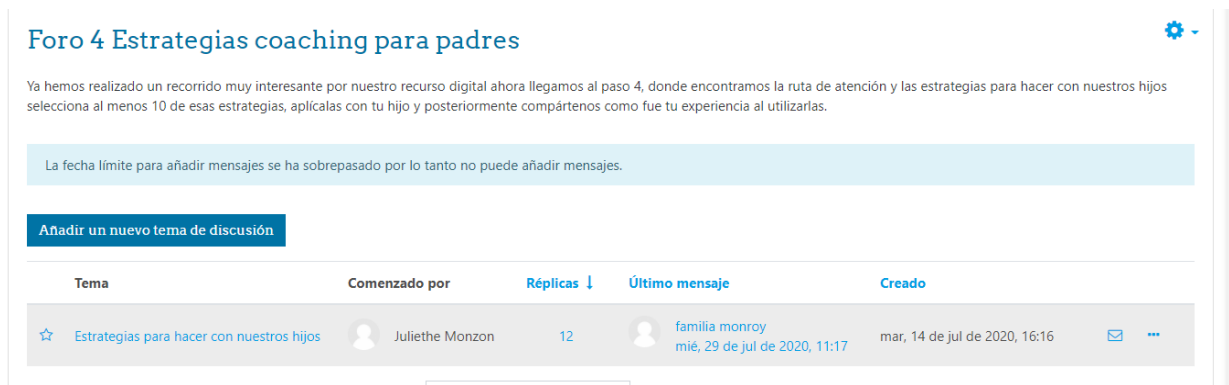 Foro 4 Estrategias coaching para padres
Ya hemos realizado un recorrido muy interesante por nuestro recurso digital ahora llegamos al paso 4, donde encontramos la ruta de atención y las estrategias para hacer con nuestros hijos
selecciona al menos 10 de esas estrategias, aplícalas con tu hijo y posteriormente compártenos como fue tu experiencia al utilizarlas.
La fecha límite para añadir mensajes se ha sobrepasado por lo tanto no puede añadir mensajes.
Añadir un nuevo tema de discusión
Tema Comenzado por Réplicas ↓ Último mensaje Creado
Estrategias para hacer con nuestros hijos Juliethe Monzon 12 familia monroy mar, 14 de jul de 2020, 16:16
mié, 29 de jul de 2020, 11:17